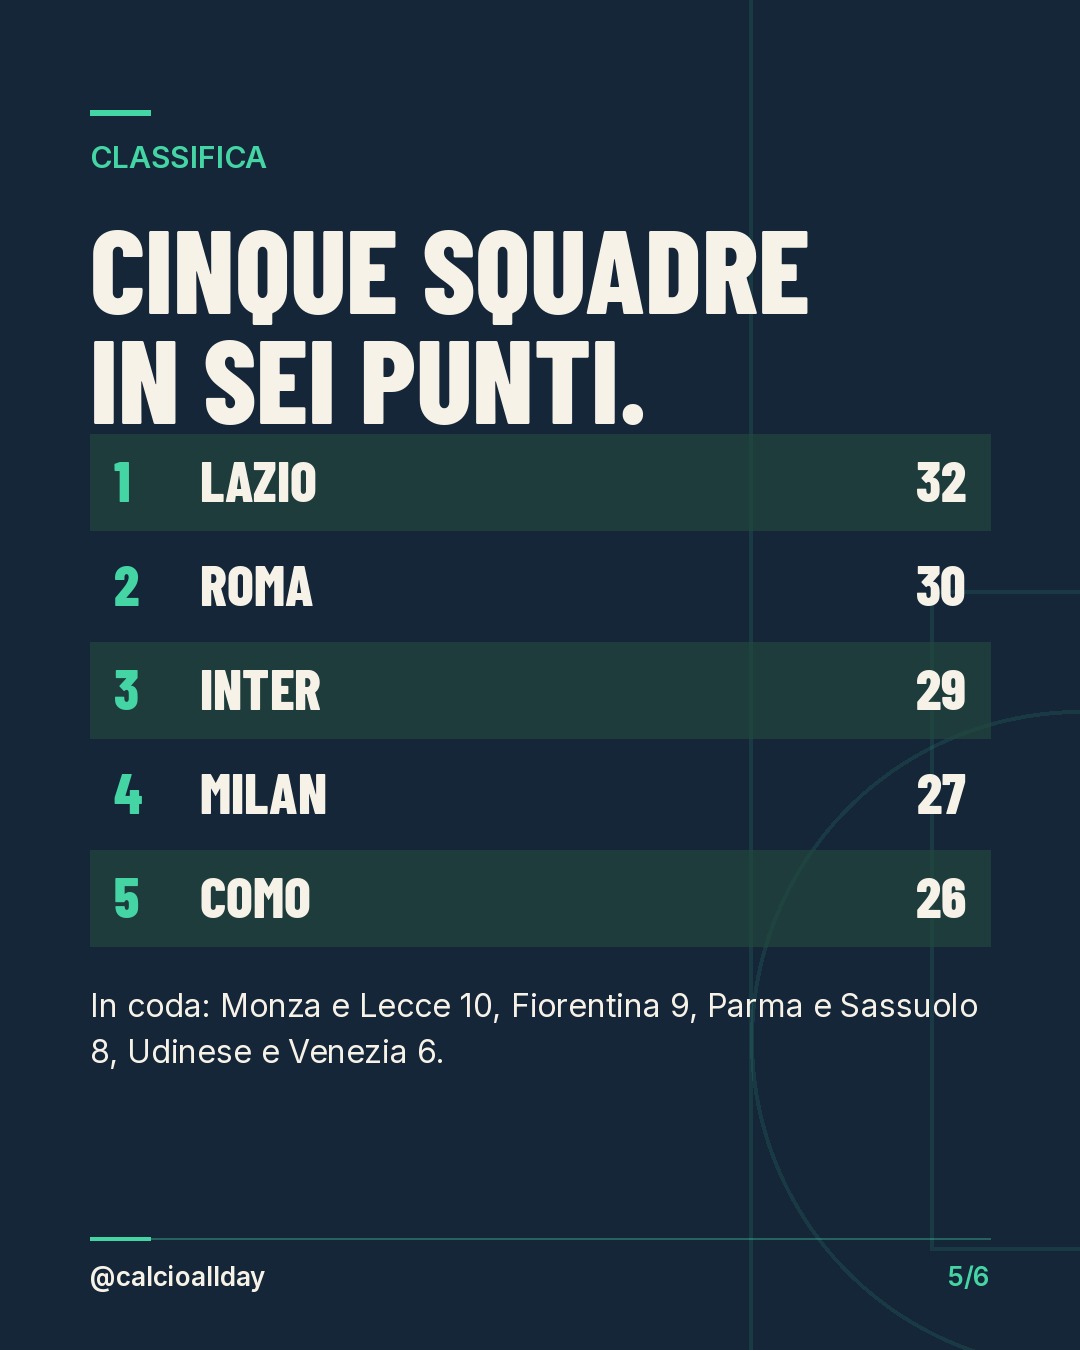 CLASSIFICA
CINQUE SQUADRE
IN SEI PUNTI.
1 LAZIO 32
2 ROMA 30
3 INTER 29
4 MILAN 27
5 COMO 26
In coda: Monza e Lecce 10, Fiorentina 9, Parma e Sassuolo
8, Udinese e Venezia 6.
@calcioallday 5/6